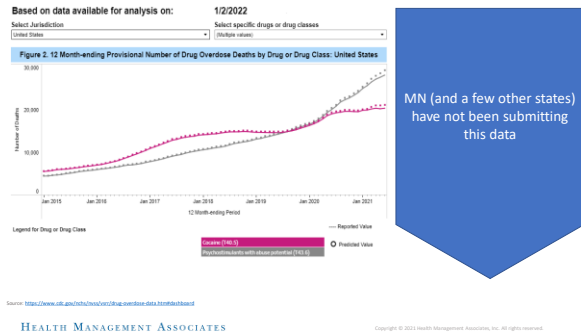 Based on data available for analysis on: 1/2/2022
Select Jurisdiction
Select specific drugs or drug classes
United States
(Multiple values)
Figure 2. 12 Month-ending Provisional Number of Drug Overdose Deaths by Drug or Drug Class: United States
Number of Deaths
30,000
20,000
10,000
0
Jan 2015 Jan 2016 Jan 2017 Jan 2018 Jan 2019 Jan 2020 Jan 2021
12 Month-ending Period
Legend for Drug or Drug Class
Reported Value
Predicted Value
Cocaine (T40.5)
Psychostimulants with abuse potential (T43.6)
MN (and a few other states)
have not been submitting
this data
Source: https://www.cdc.gov/nchs/nvss/vsrr/drug-overdose-data.htm#dashboard
HEALTH MANAGEMENT ASSOCIATES
Copyright © 2021 Health Management Associates, Inc. All rights reserved.